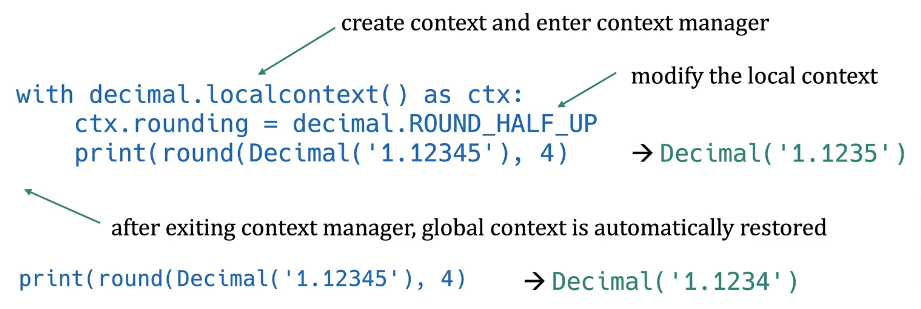 create context and enter context manager
modify the local context
with decimal.localcontext() as ctx:
    ctx.rounding = decimal.ROUND_HALF_UP
    print(round(Decimal('1.12345'), 4)    → Decimal('1.1235')
after exiting context manager, global context is automatically restored
print(round(Decimal('1.12345'), 4)    → Decimal('1.1234')